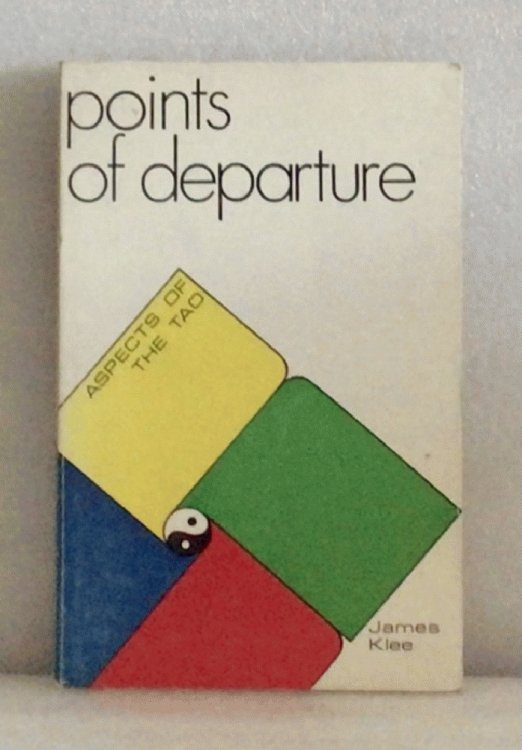 points
of departure
ASPECTS OF
THE TAO
James
Klee